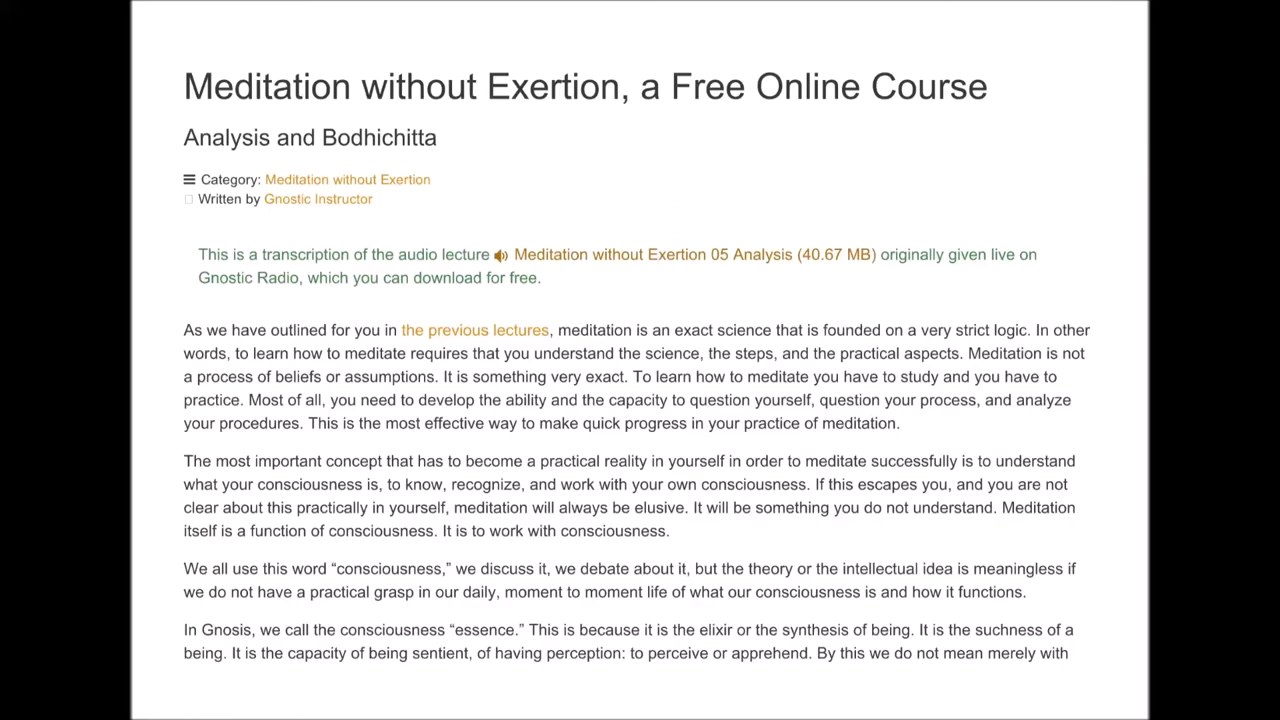 Meditation without Exertion, a Free Online Course
Analysis and Bodhichitta
Category: Meditation without Exertion
Written by Gnostic Instructor
This is a transcription of the audio lecture Meditation without Exertion 05 Analysis (40.67 MB) originally given live on
Gnostic Radio, which you can download for free.
As we have outlined for you in the previous lectures, meditation is an exact science that is founded on a very strict logic. In other
words, to learn how to meditate requires that you understand the science, the steps, and the practical aspects. Meditation is not
a process of beliefs or assumptions. It is something very exact. To learn how to meditate you have to study and you have to
practice. Most of all, you need to develop the ability and the capacity to question yourself, question your process, and analyze
your procedures. This is the most effective way to make quick progress in your practice of meditation.
The most important concept that has to become a practical reality in yourself in order to meditate successfully is to understand
what your consciousness is, to know, recognize, and work with your own consciousness. If this escapes you, and you are not
clear about this practically in yourself, meditation will always be elusive. It will be something you do not understand. Meditation
itself is a function of consciousness. It is to work with consciousness.
We all use this word “consciousness,” we discuss it, we debate about it, but the theory or the intellectual idea is meaningless if
we do not have a practical grasp in our daily, moment to moment life of what our consciousness is and how it functions.
In Gnosis, we call the consciousness “essence.” This is because it is the elixir or the synthesis of being. It is the suchness of a
being. It is the capacity of being sentient, of having perception: to perceive or apprehend. By this we do not mean merely with